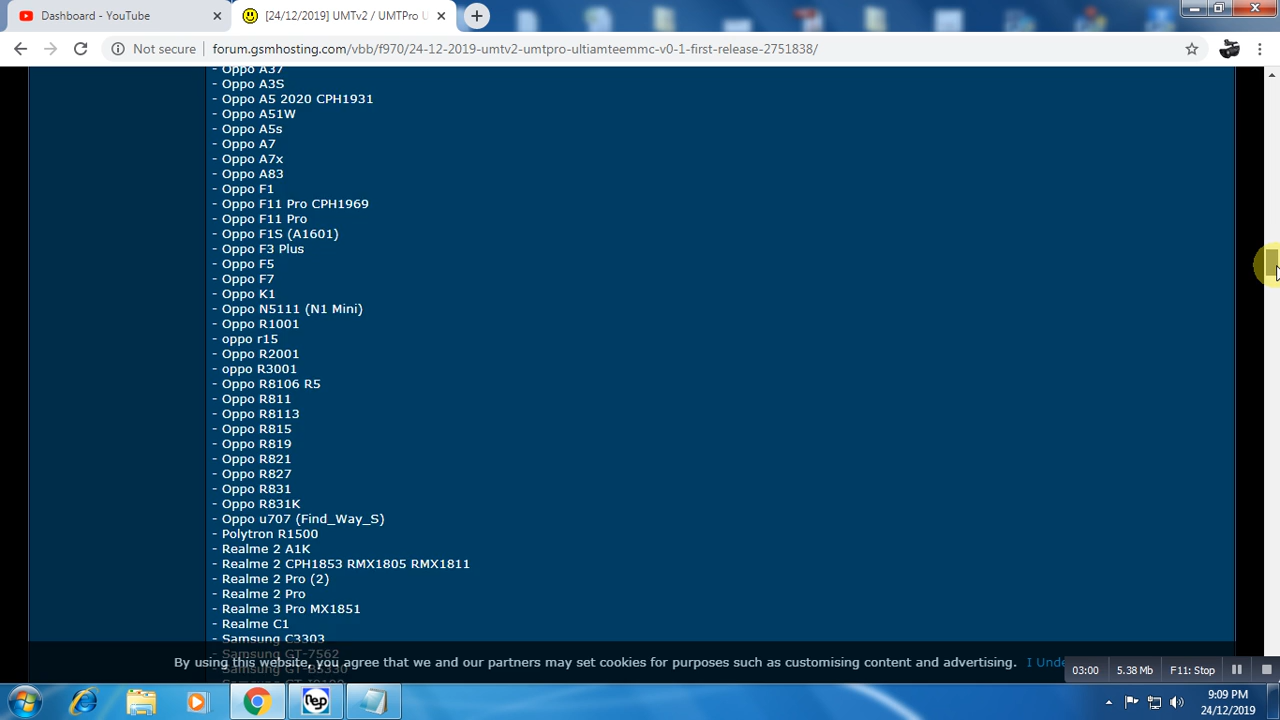 Dashboard - YouTube
[24/12/2019] UMTv2 / UMTPro U
Not secure
forum.gsmhosting.com/vbb/f970/24-12-2019-umtv2-umtpro-ultiamteemmc-v0-1-first-release-2751838/
- Oppo A37
- Oppo A3S
- Oppo A5 2020 CPH1931
- Oppo A51W
- Oppo A5s
- Oppo A7
- Oppo A7x
- Oppo A83
- Oppo F1
- Oppo F11 Pro CPH1969
- Oppo F11 Pro
- Oppo F1S (A1601)
- Oppo F3 Plus
- Oppo F5
- Oppo F7
- Oppo K1
- Oppo N5111 (N1 Mini)
- Oppo R1001
- oppo r15
- Oppo R2001
- oppo R3001
- Oppo R8106 R5
- Oppo R811
- Oppo R8113
- Oppo R815
- Oppo R819
- Oppo R821
- Oppo R827
- Oppo R831
- Oppo R831K
- Oppo u707 (Find_Way_S)
- Polytron R1500
- Realme 2 A1K
- Realme 2 CPH1853 RMX1805 RMX1811
- Realme 2 Pro (2)
- Realme 2 Pro
- Realme 3 Pro MX1851
- Realme C1
- Samsung C3303
- Samsung GT-7562
By using this website, you agree that we and our partners may set cookies for purposes such as customising content and advertising. I Unde
03:00 5.38 Mb F11: Stop
9:09 PM
24/12/2019